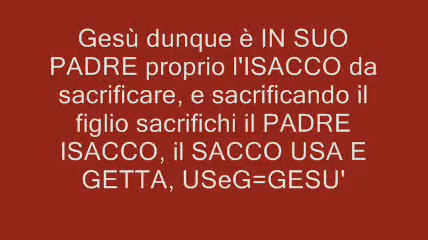 Gesù dunque è IN SUO
PADRE proprio l'ISACCO da
sacrificare, e sacrificando il
figlio sacrifichi il PADRE
ISACCO, il SACCO USA E
GETTA, USeG=GESU'